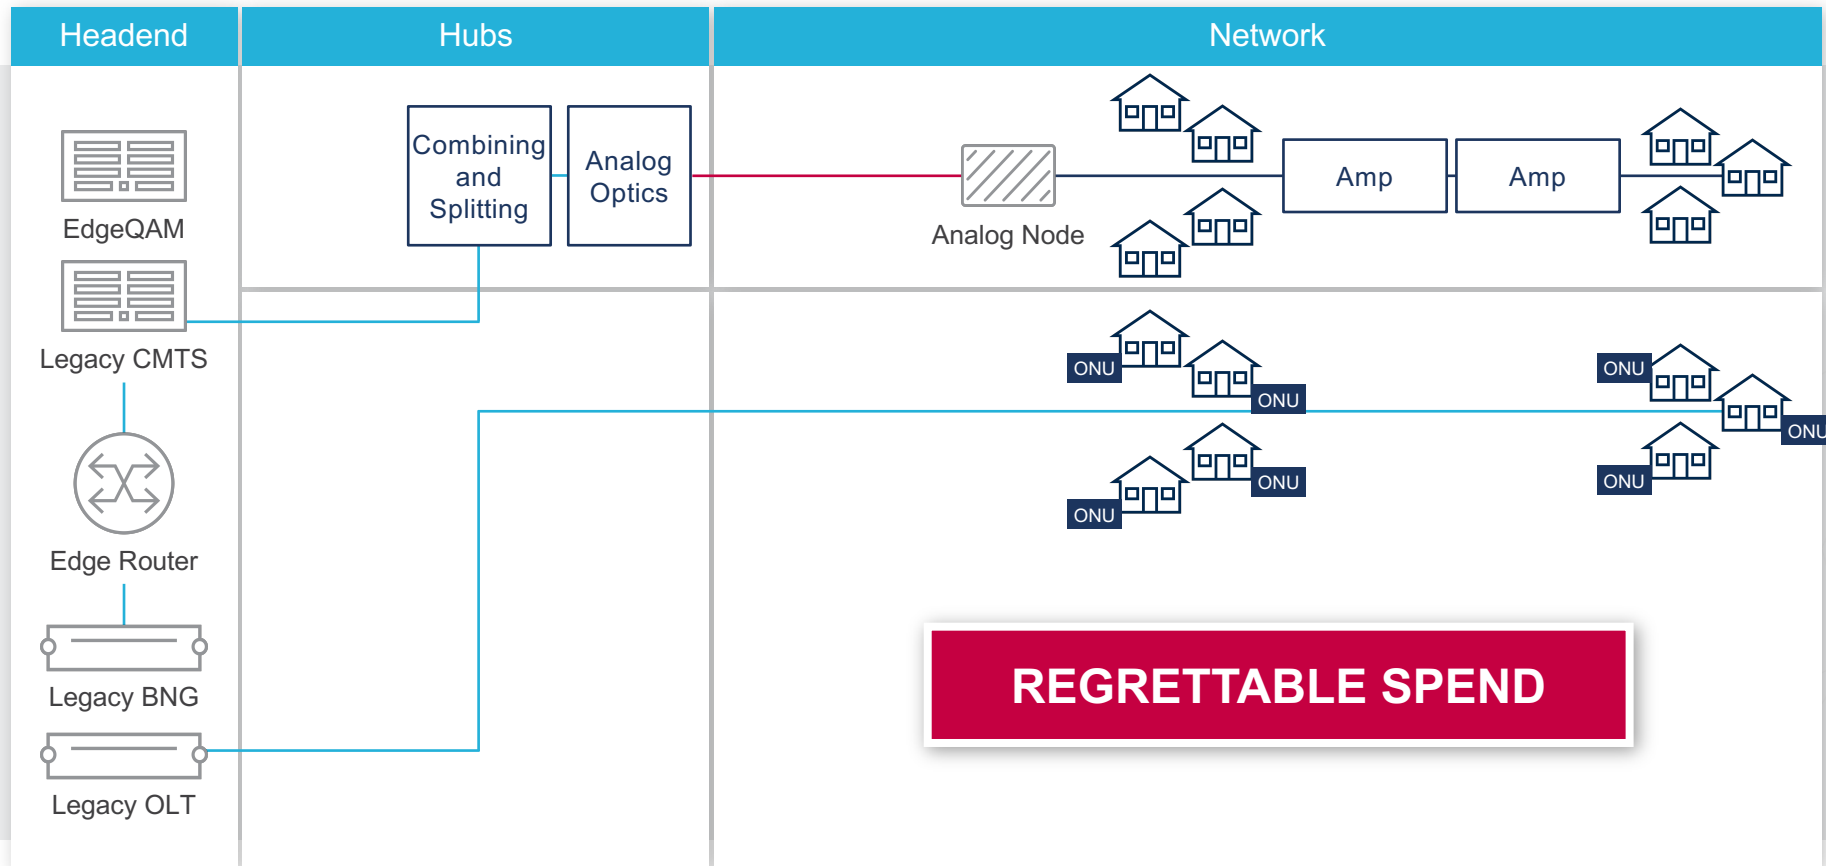 Headend
Hubs
Network
EdgeQAM
Legacy CMTS
Edge Router
Legacy BNG
Legacy OLT
Combining
and
Splitting
Analog
Optics
Analog Node
Amp
Amp
ONU
ONU
ONU
ONU
ONU
ONU
ONU
REGRETTABLE SPEND